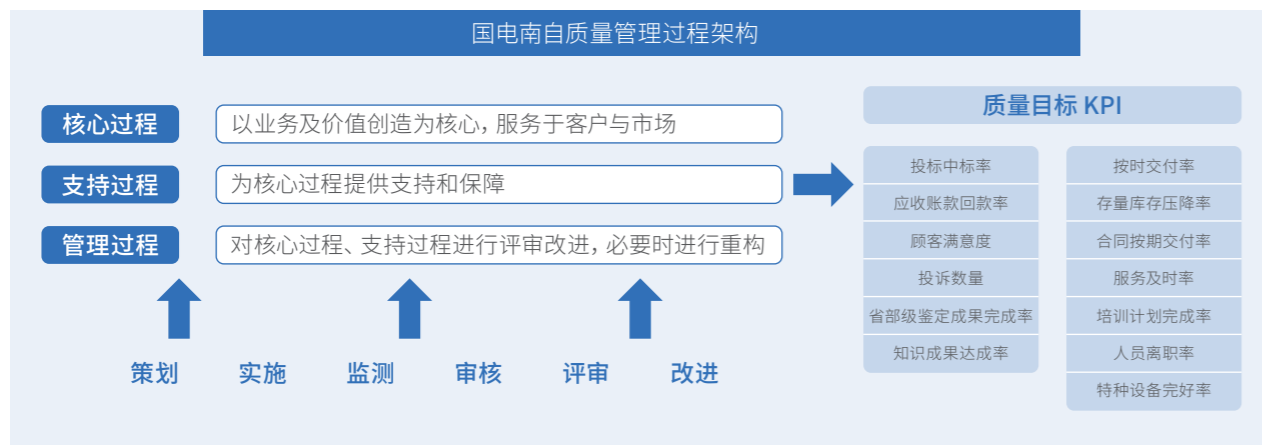 国电南自质量管理过程架构
核心过程
以业务及价值创造为核心，服务于客户与市场
支持过程
为核心过程提供支持和保障
管理过程
对核心过程、支持过程进行评审改进，必要时进行重构
策划
实施
监测
审核
评审
改进
质量目标 KPI
投标中标率
应收账款回款率
顾客满意度
投诉数量
省部级鉴定成果完成率
知识成果达成率
按时交付率
存量库存压降率
合同按期交付率
服务及时率
培训计划完成率
人员离职率
特种设备完好率